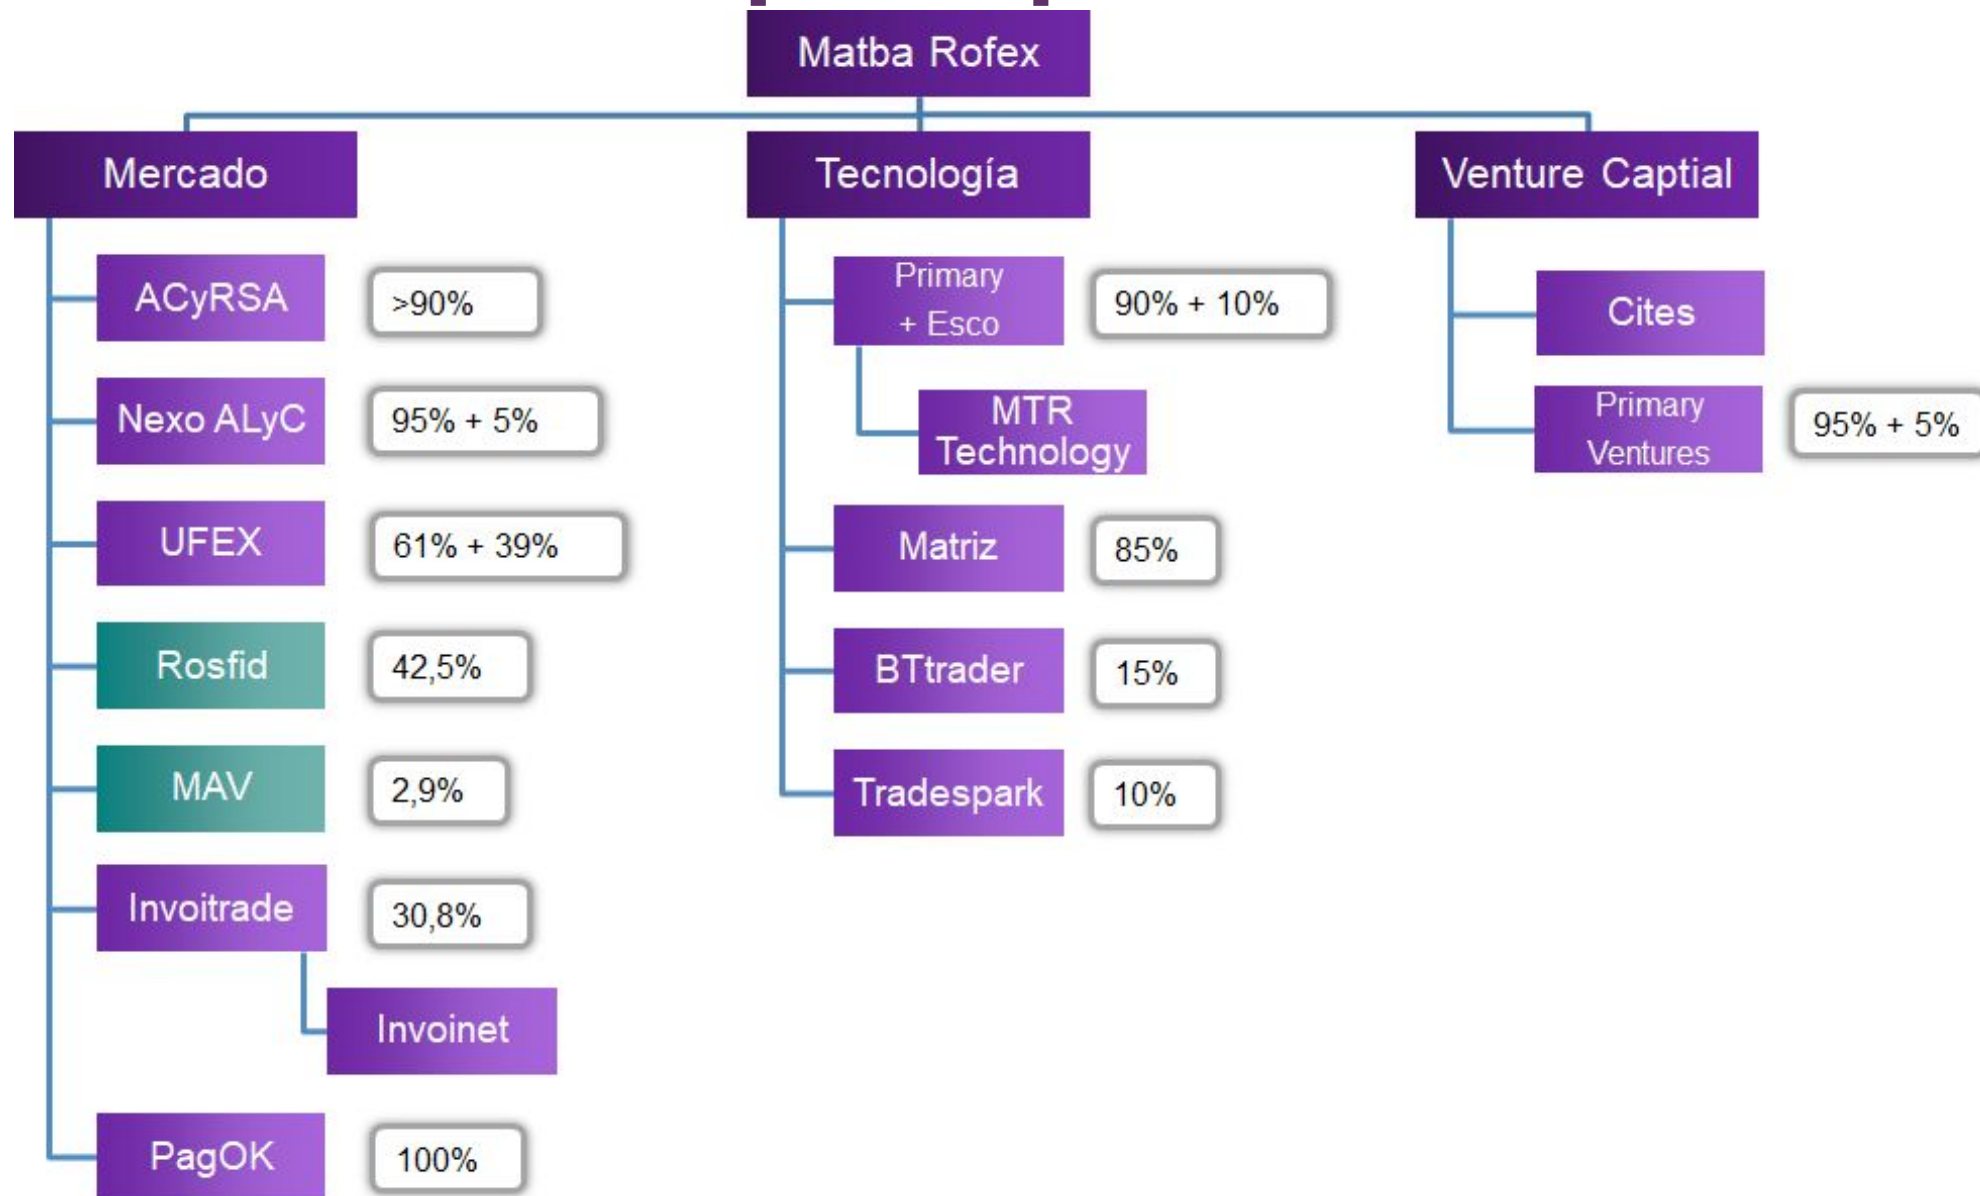 Matba Rofex
Mercado
ACyRSA
>90%
Nexo ALyC
95% + 5%
UFEX
61% + 39%
Rosfid
42,5%
MAV
2,9%
Invoitrade
30,8%
Invoinet
PagOK
100%
Tecnología
Primary
+ Esco
90% + 10%
MTR
Technology
Matriz
85%
BTtrader
15%
Tradespark
10%
Venture Captial
Cites
Primary
Ventures
95% + 5%